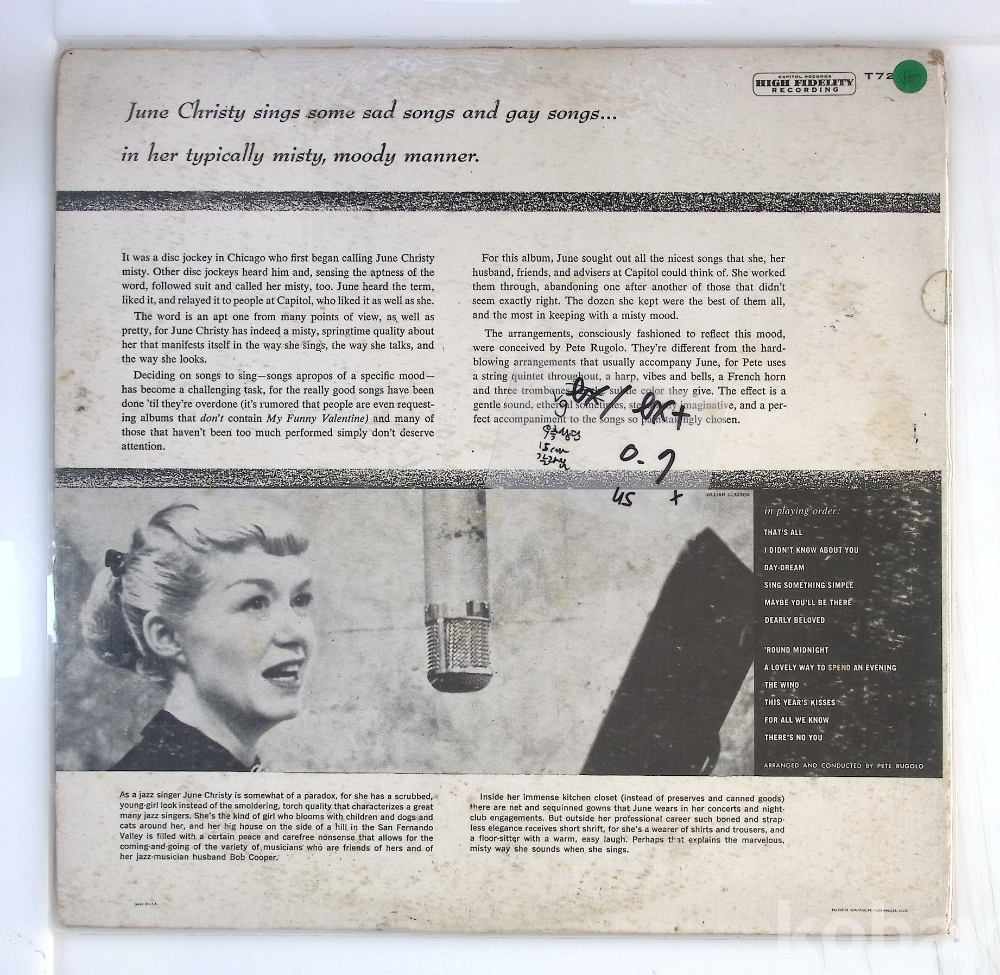 CAPITOL RECORDS
HIGH FIDELITY
RECORDING
T72
June Christy sings some sad songs and gay songs...
in her typically misty, moody manner.
It was a disc jockey in Chicago who first began calling June Christy
misty. Other disc jockeys heard him and, sensing the aptness of the
word, followed suit and called her misty, too. June heard the term,
liked it, and relayed it to people at Capitol, who liked it as well as she.
The word is an apt one from many points of view, as well as
pretty, for June Christy has indeed a misty, springtime quality about
her that manifests itself in the way she sings, the way she talks, and
the way she looks.
Deciding on songs to sing—songs apropos of a specific mood—
has become a challenging task, for the really good songs have been
done 'til they're overdone (it's rumored that people are even request-
ing albums that don't contain My Funny Valentine) and many of
those that haven't been too much performed simply don't deserve
attention.
For this album, June sought out all the nicest songs that she, her
husband, friends, and advisers at Capitol could think of. She worked
them through, abandoning one after another of those that didn't
seem exactly right. The dozen she kept were the best of them all,
and the most in keeping with a misty mood.
The arrangements, consciously fashioned to reflect this mood,
were conceived by Pete Rugolo. They're different from the hard-
blowing arrangements that usually accompany June, for Pete uses
a string quintet throughout, a harp, vibes and bells, a French horn
and three trombones the subtle color they give. The effect is a
gentle sound, ethereal sometimes, imaginative, and a per-
fect accompaniment to the songs so painstakingly chosen.
ex/ ex+
0.7
US
WILLIAM CLAXTON
in playing order:
THAT'S ALL
I DIDN'T KNOW ABOUT YOU
DAY-DREAM
SING SOMETHING SIMPLE
MAYBE YOU'LL BE THERE
DEARLY BELOVED
'ROUND MIDNIGHT
A LOVELY WAY TO SPEND AN EVENING
THE WIND
THIS YEAR'S KISSES
FOR ALL WE KNOW
THERE'S NO YOU
ARRANGED AND CONDUCTED BY PETE RUGOLO
As a jazz singer June Christy is somewhat of a paradox, for she has a scrubbed,
young-girl look instead of the smoldering, torch quality that characterizes a great
many jazz singers. She's the kind of girl who blooms with children and dogs and
cats around her, and her big house on the side of a hill in the San Fernando
Valley is filled with a certain peace and carefree nonsense that allows for the
coming-and-going of the variety of musicians who are friends of hers and of
her jazz-musician husband Bob Cooper.
Inside her immense kitchen closet (instead of preserves and canned goods)
there are net and sequinned gowns that June wears in her concerts and night-
club engagements. But outside her professional career such boned and strap-
less elegance receives short shrift, for she's a wearer of shirts and trousers, and
a floor-sitter with a warm, easy laugh. Perhaps that explains the marvelous,
misty way she sounds when she sings.